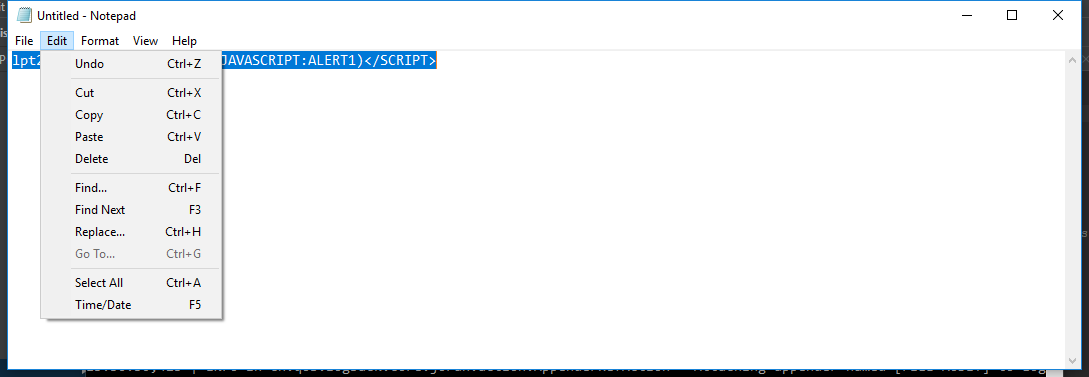 Untitled - Notepad
File Edit Format View Help
lpt2 JAVASCRIPT:ALERT1)</SCRIPT>
Undo Ctrl+Z
Cut Ctrl+X
Copy Ctrl+C
Paste Ctrl+V
Delete Del
Find... Ctrl+F
Find Next F3
Replace... Ctrl+H
Go To... Ctrl+G
Select All Ctrl+A
Time/Date F5